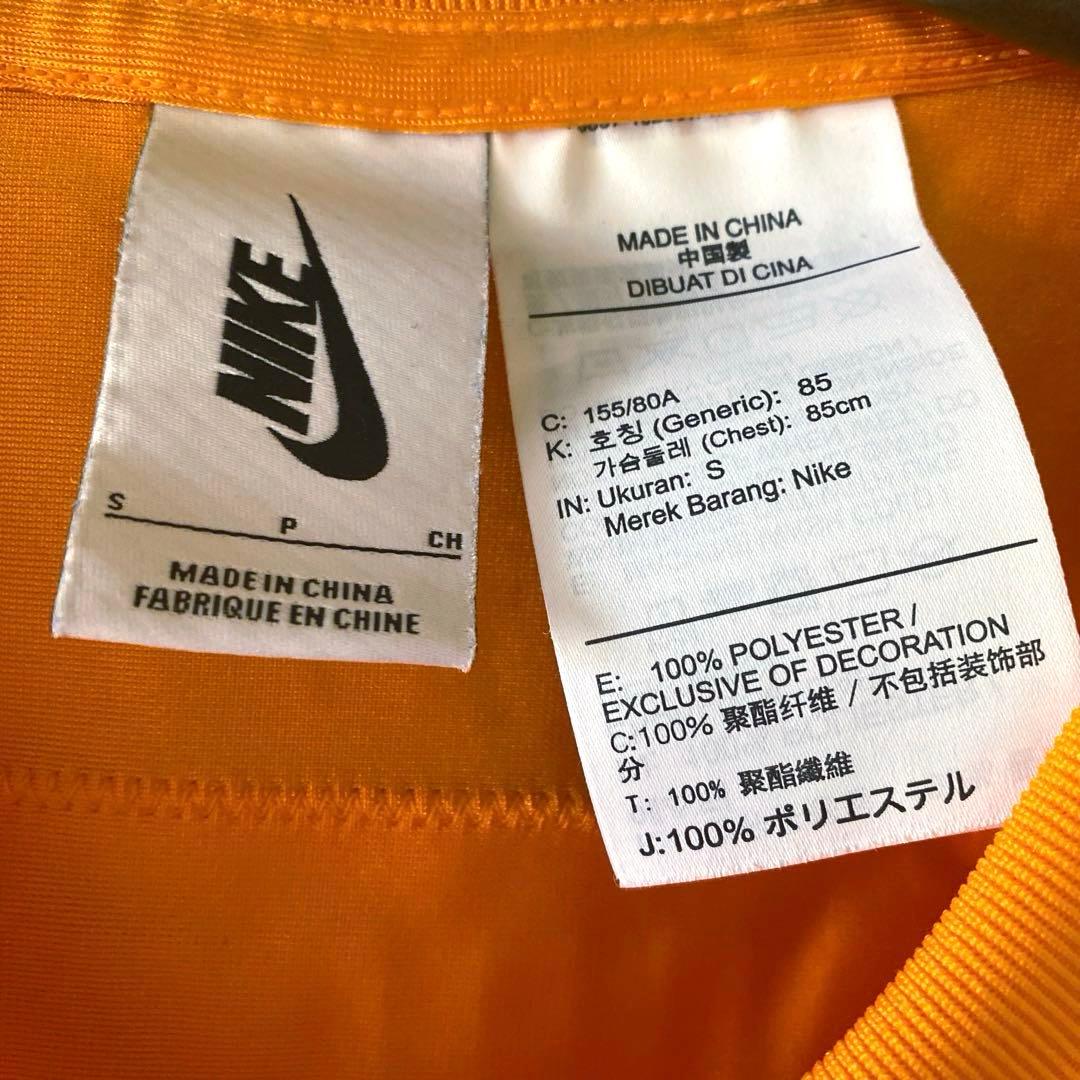 NIKE
S P CH
MADE IN CHINA
FABRIQUE EN CHINE
MADE IN CHINA
中国製
DIBUAT DI CINA
C: 155/80A
K: 호칭 (Generic): 85
가슴둘레 (Chest): 85cm
IN: Ukuran: S
Merek Barang: Nike
E: 100% POLYESTER /
EXCLUSIVE OF DECORATION
C:100% 聚酯纤维 / 不包括装饰部
分
T: 100% 聚酯纖維
J:100% ポリエステル